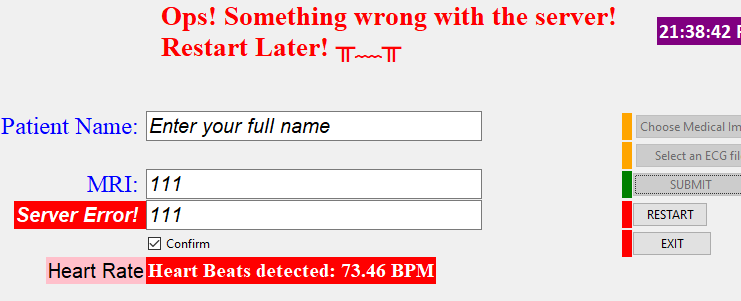 Ops! Something wrong with the server!
Restart Later! ╥﹏╥
21:38:42
Patient Name: Enter your full name
Choose Medical Im
Select an ECG fil
MRI: 111
SUBMIT
Server Error! 111
RESTART
Confirm
EXIT
Heart Rate Heart Beats detected: 73.46 BPM